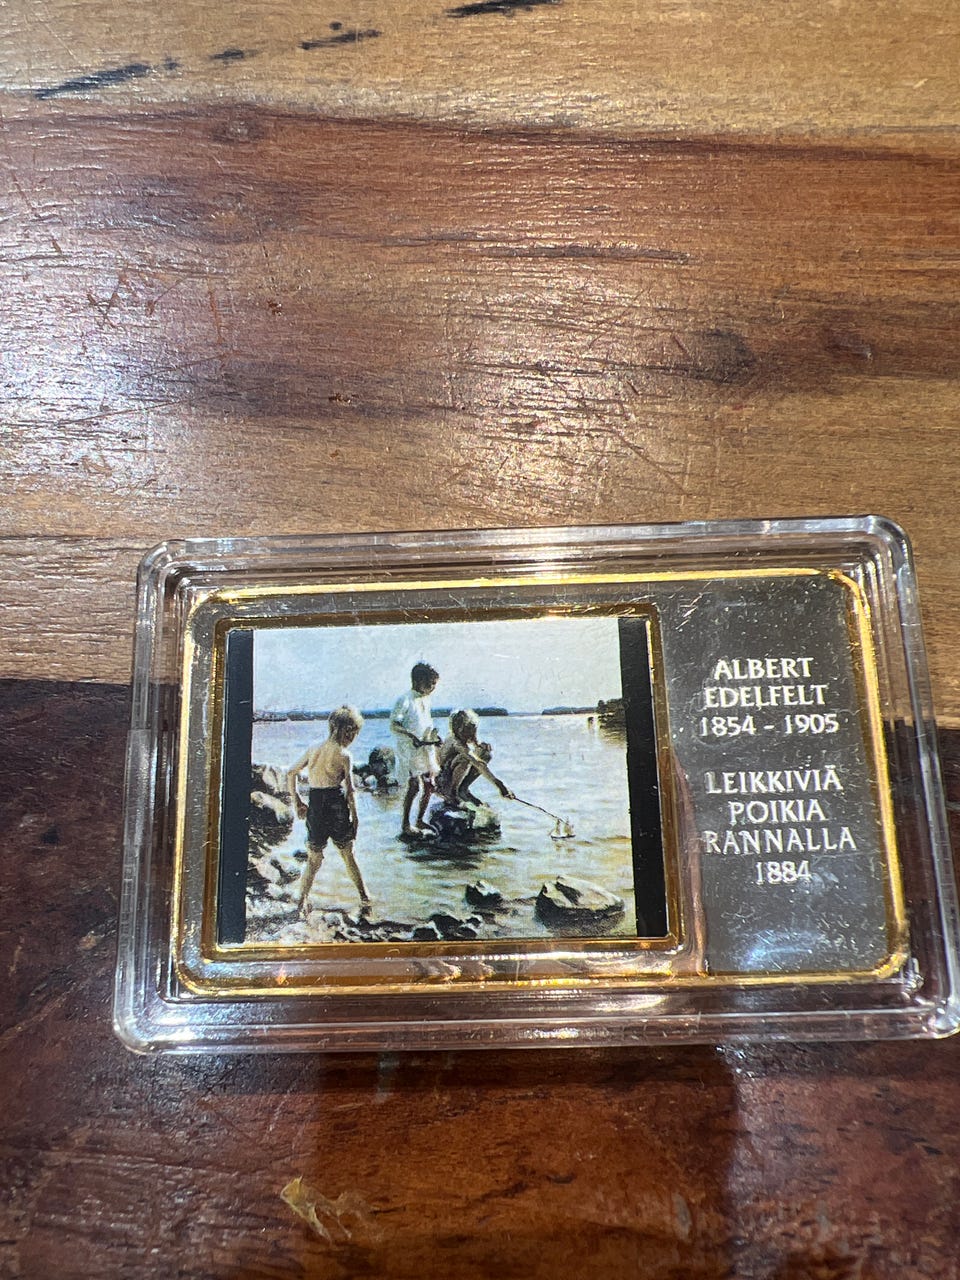 ALBERT
EDELFELT
1854 - 1905
LEIKKIVIÄ
POIKIA
RANNALLA
1884